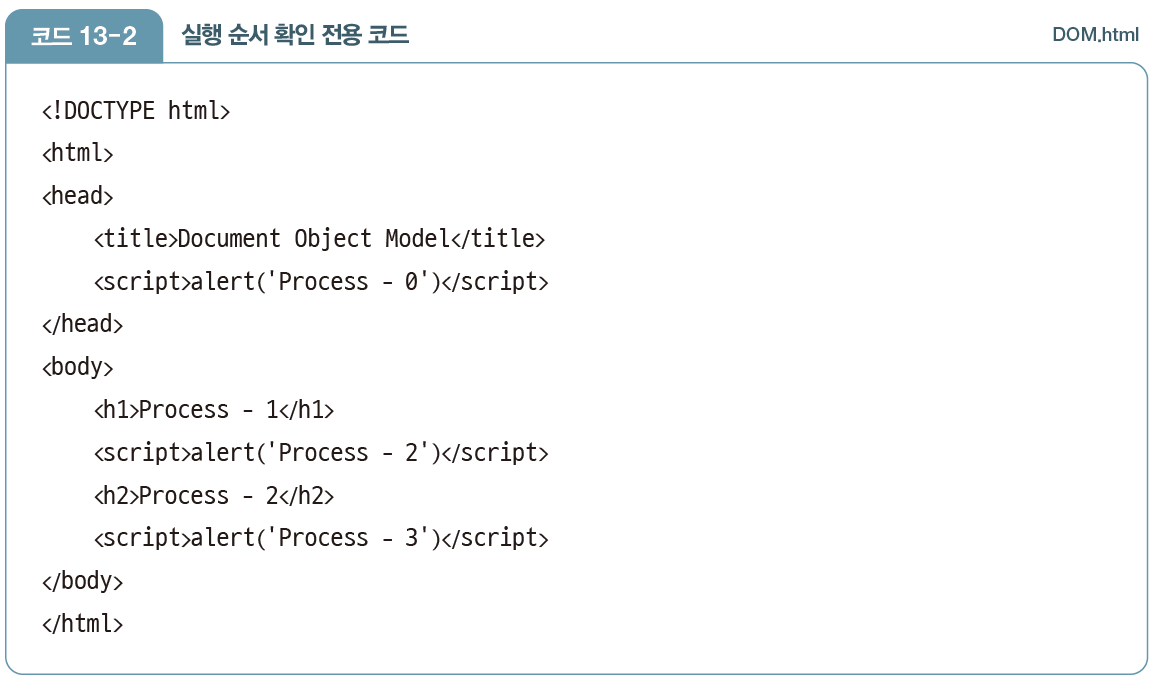 코드 13-2 실행 순서 확인 전용 코드 DOM.html
<!DOCTYPE html>
<html>
<head>
    <title>Document Object Model</title>
    <script>alert('Process - 0')</script>
</head>
<body>
    <h1>Process - 1</h1>
    <script>alert('Process - 2')</script>
    <h2>Process - 2</h2>
    <script>alert('Process - 3')</script>
</body>
</html>